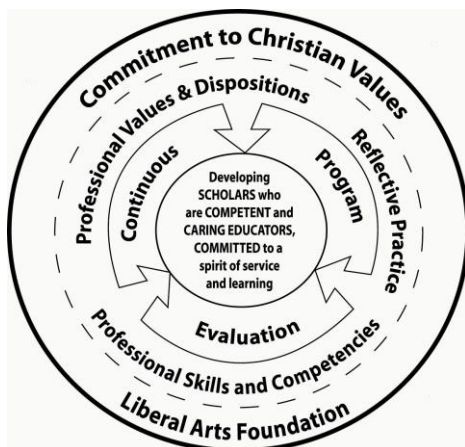 Commitment to Christian Values
Professional Values & Dispositions
Reflective Practice
Continuous
Program
Developing
SCHOLARS who
are COMPETENT and
CARING EDUCATORS,
COMMITTED to a
spirit of service
and learning
Evaluation
Professional Skills and Competencies
Liberal Arts Foundation